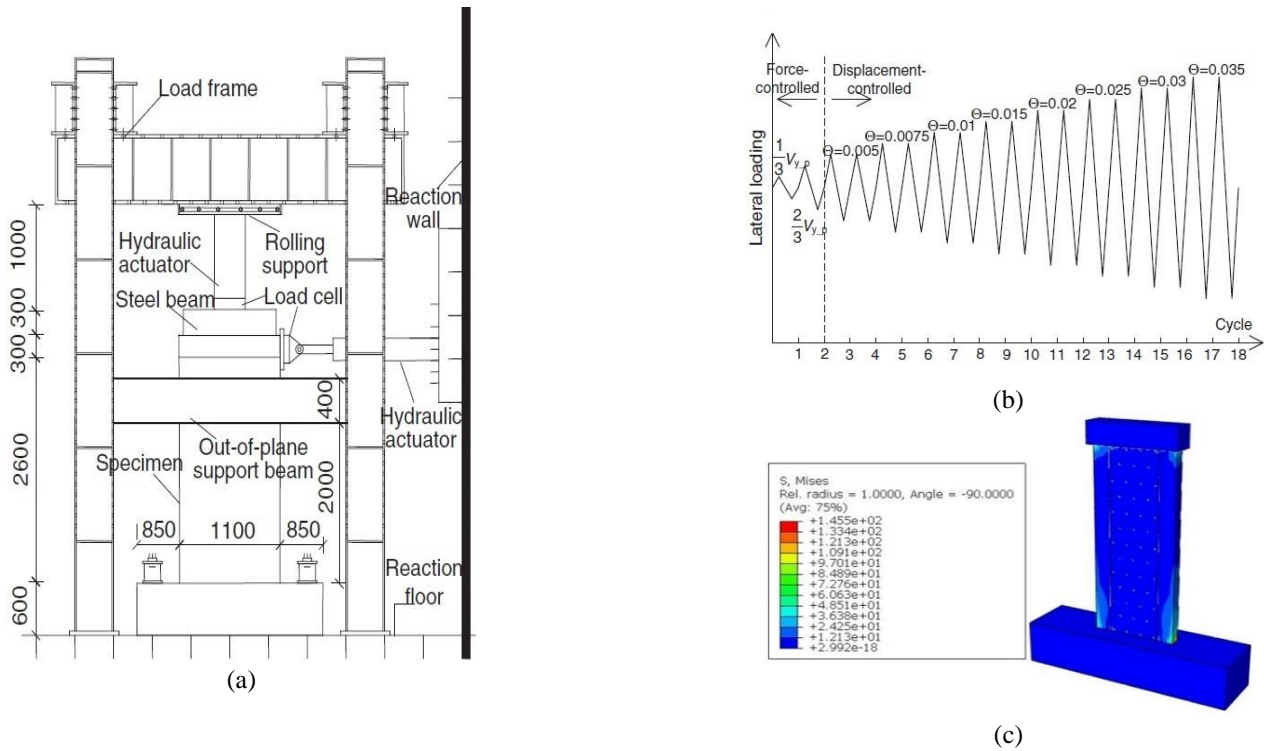 Load frame
Reaction
wall
Hydraulic
actuator
Rolling
support
Steel beam
Load cell
1000
300
300
2600
600
400
Hydraulic
actuator
Out-of-plane
support beam
Specimen
2000
850
1100
850
Reaction
floor
(a)
Force-
controlled
Displacement-
controlled
Lateral loading
1/3 V_y_p
2/3 V_y_p
Θ=0.005
Θ=0.0075
Θ=0.01
Θ=0.015
Θ=0.02
Θ=0.025
Θ=0.03
Θ=0.035
Cycle
1 2 3 4 5 6 7 8 9 10 11 12 13 14 15 16 17 18
(b)
S, Mises
Rel. radius = 1.0000, Angle = -90.0000
(Avg: 75%)
+1.455e+02
+1.334e+02
+1.213e+02
+1.091e+02
+9.701e+01
+8.489e+01
+7.276e+01
+6.063e+01
+4.851e+01
+3.638e+01
+2.425e+01
+1.213e+01
+2.992e-18
(c)